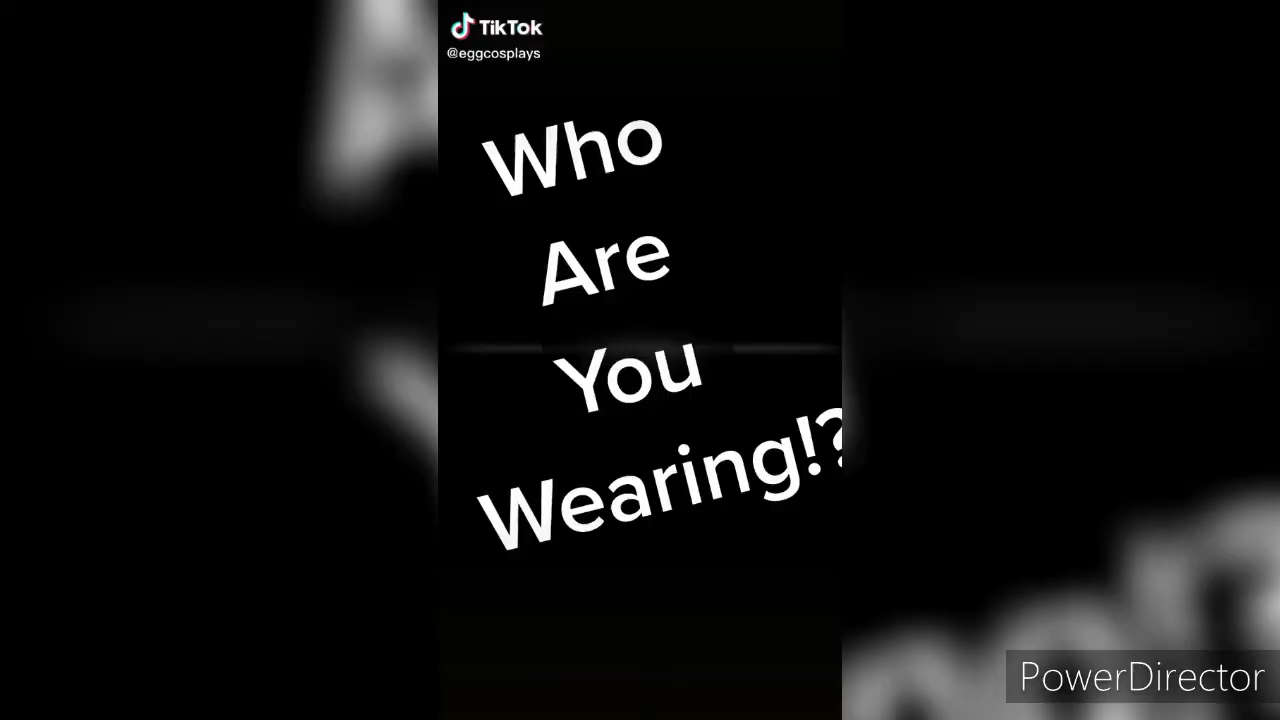 TikTok
@eggcosplays
Who
Are
You
Wearing!?
PowerDirector